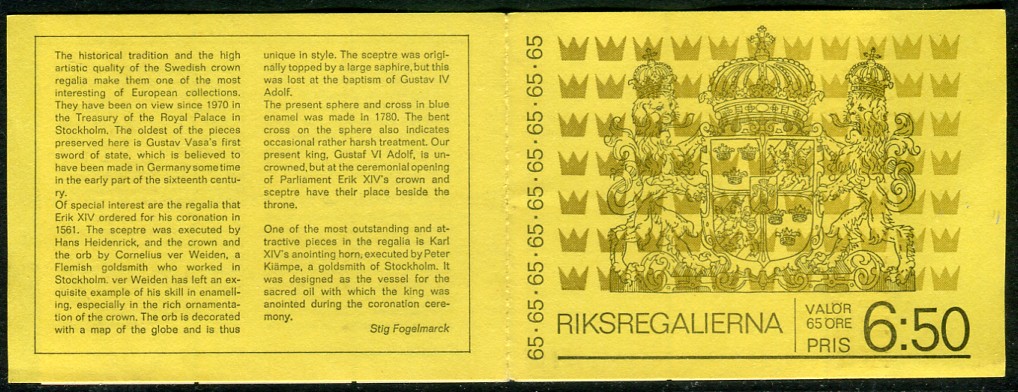 The historical tradition and the high
artistic quality of the Swedish crown
regalia make them one of the most
interesting of European collections.
They have been on view since 1970 in
the Treasury of the Royal Palace in
Stockholm. The oldest of the pieces
preserved here is Gustav Vasa's first
sword of state, which is believed to
have been made in Germany some time
in the early part of the sixteenth centu-
ry.
Of special interest are the regalia that
Erik XIV ordered for his coronation in
1561. The sceptre was executed by
Hans Heidenrick, and the crown and
the orb by Cornelius ver Weiden, a
Flemish goldsmith who worked in
Stockholm. ver Weiden has left an ex-
quisite example of his skill in enamel-
ing, especially in the rich ornamenta-
tion of the crown. The orb is decorated
with a map of the globe and is thus
unique in style. The sceptre was origi-
nally topped by a large saphire, but this
was lost at the baptism of Gustav IV
Adolf.
The present sphere and cross in blue
enamel was made in 1780. The bent
cross on the sphere also indicates
occasional rather harsh treatment. Our
present king, Gustaf VI Adolf, is un-
crowned, but at the ceremonial opening
of Parliament Erik XIV's crown and
sceptre have their place beside the
throne.
One of the most outstanding and at-
tractive pieces in the regalia is Karl
XIV's anointing horn, executed by Peter
Kiämpe, a goldsmith of Stockholm. It
was designed as the vessel for the
sacred oil with which the king was
anointed during the coronation cere-
mony.
Stig Fogelmarck
65·65·65·65·65·65·65·65·65
RIKSREGALIERNA
VALÖR
65 ÖRE
PRIS
6:50